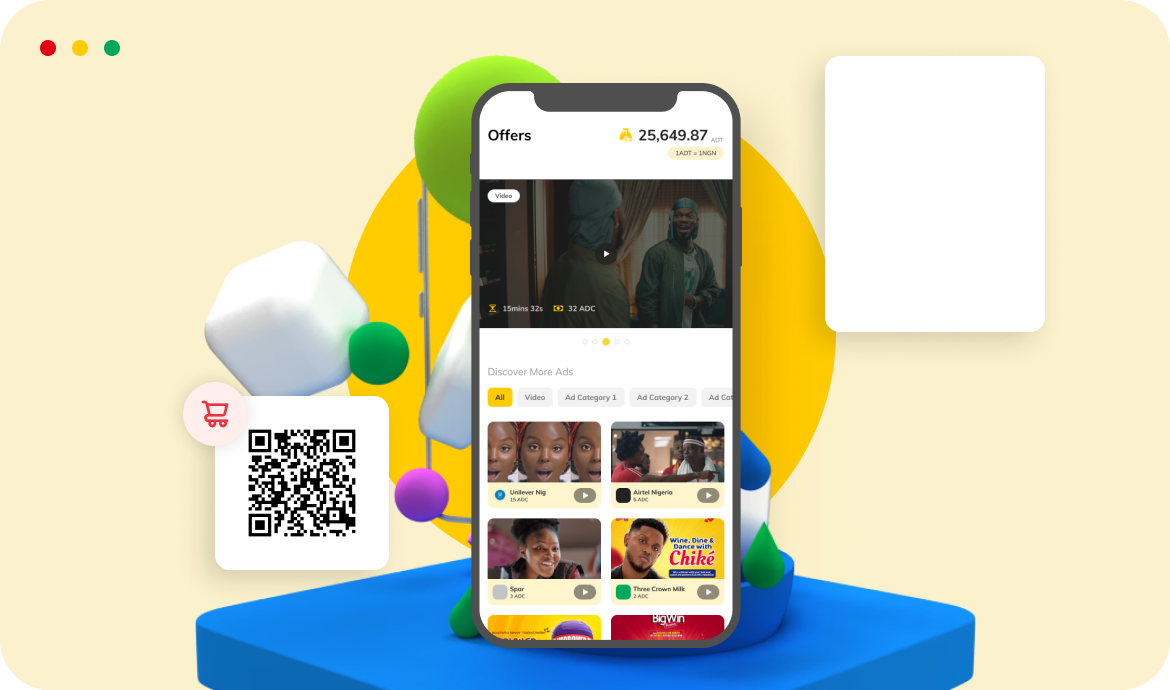 Offers
25,649.87 ADT
1ADT = 1NGN
Video
15mins 32s 32 ADC
Discover More Ads
All Video Ad Category 1 Ad Category 2 Ad Cat
Unilever Nig
15 ADC
Airtel Nigeria
5 ADC
Wine, Dine &
Dance with
Chiké
Spar
3 ADC
Three Crown Milk
2 ADC
BigWin